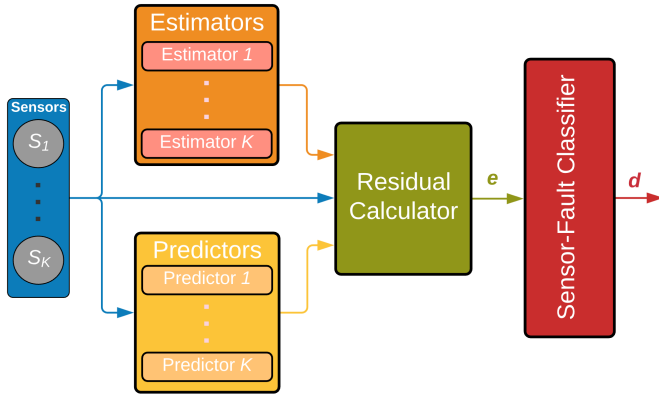 Sensors
S1
SK
Estimators
Estimator 1
Estimator K
Predictors
Predictor 1
Predictor K
Residual
Calculator
e
Sensor-Fault Classifier
d